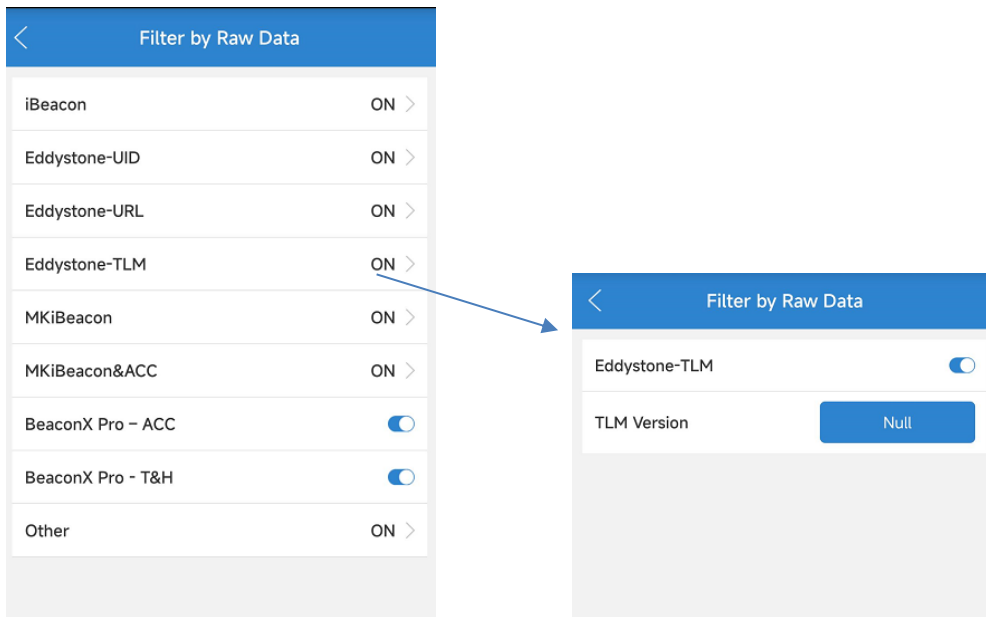 Filter by Raw Data
iBeacon ON
Eddystone-UID ON
Eddystone-URL ON
Eddystone-TLM ON
MKiBeacon ON
MKiBeacon&ACC ON
BeaconX Pro – ACC
BeaconX Pro - T&H
Other ON
Filter by Raw Data
Eddystone-TLM
TLM Version Null